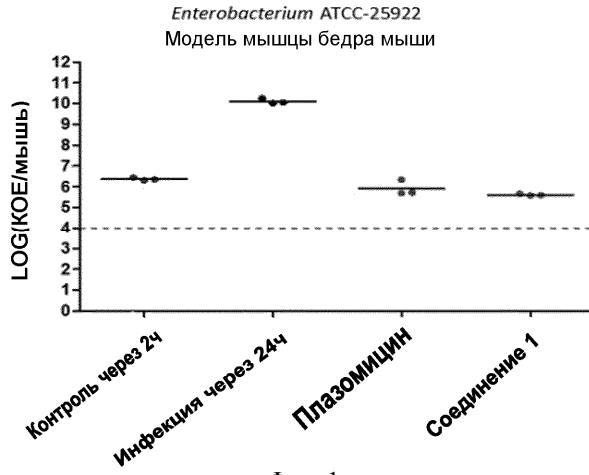 Enterobacterium ATCC-25922
Модель мышцы бедра мыши
LOG(КОЕ/мышь)
12
11
10
9
8
7
6
5
4
3
2
1
0
Контроль через 2ч
Инфекция через 24ч
Плазомицин
Соединение 1